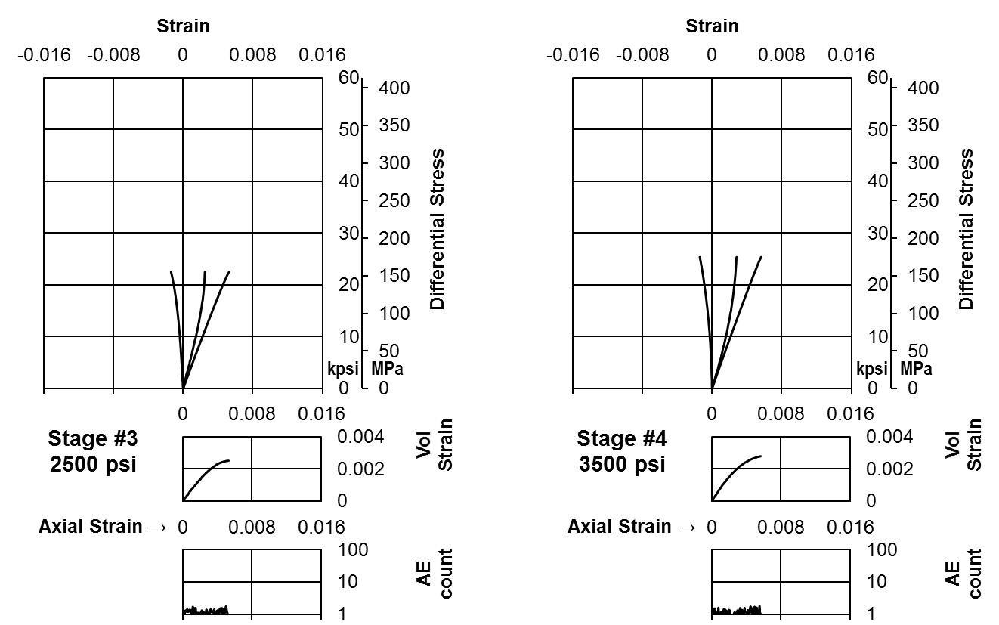 Strain
-0.016 -0.008 0 0.008 0.016
60
50
40
30
20
10
kpsi
0
400
350
300
250
200
150
100
50
MPa
0
Differential Stress
0 0.008 0.016
Stage #3
2500 psi
0.004
0.002
0
Vol
Strain
Axial Strain → 0 0.008 0.016
100
10
1
AE
count
Strain
-0.016 -0.008 0 0.008 0.016
60
50
40
30
20
10
kpsi
0
400
350
300
250
200
150
100
50
MPa
0
Differential Stress
0 0.008 0.016
Stage #4
3500 psi
0.004
0.002
0
Vol
Strain
Axial Strain → 0 0.008 0.016
100
10
1
AE
count